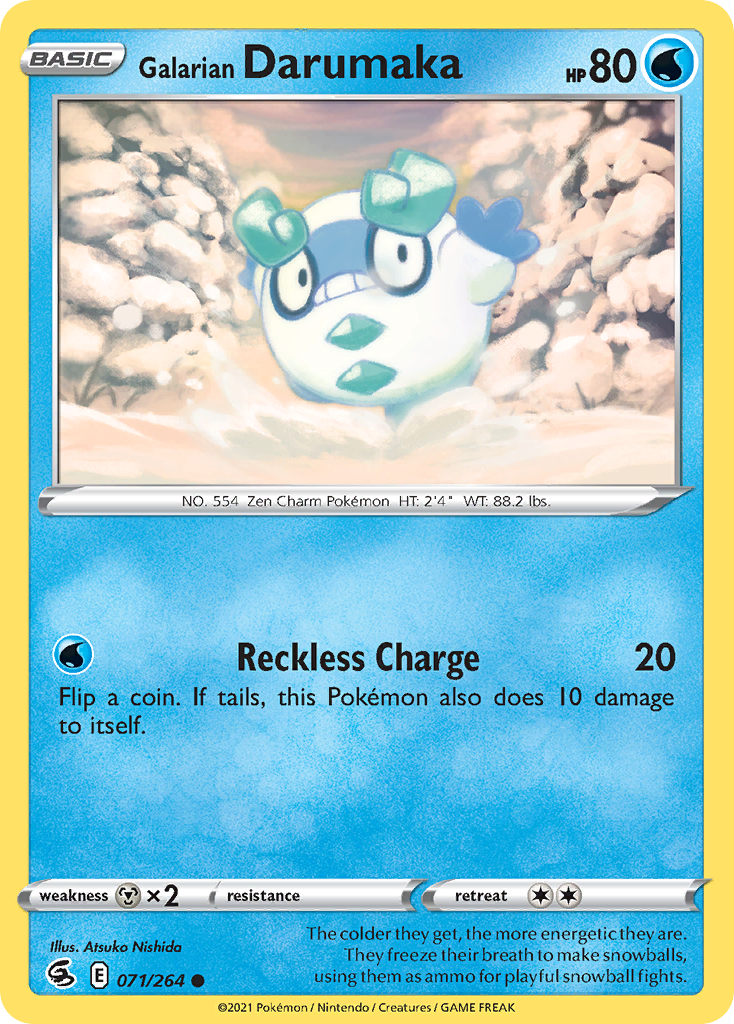 BASIC
Galarian Darumaka
HP 80
NO. 554 Zen Charm Pokémon HT: 2'4" WT: 88.2 lbs.
Reckless Charge 20
Flip a coin. If tails, this Pokémon also does 10 damage
to itself.
weakness ×2 resistance retreat
Illus. Atsuko Nishida
The colder they get, the more energetic they are.
They freeze their breath to make snowballs,
using them as ammo for playful snowball fights.
E 071/264
©2021 Pokémon / Nintendo / Creatures / GAME FREAK